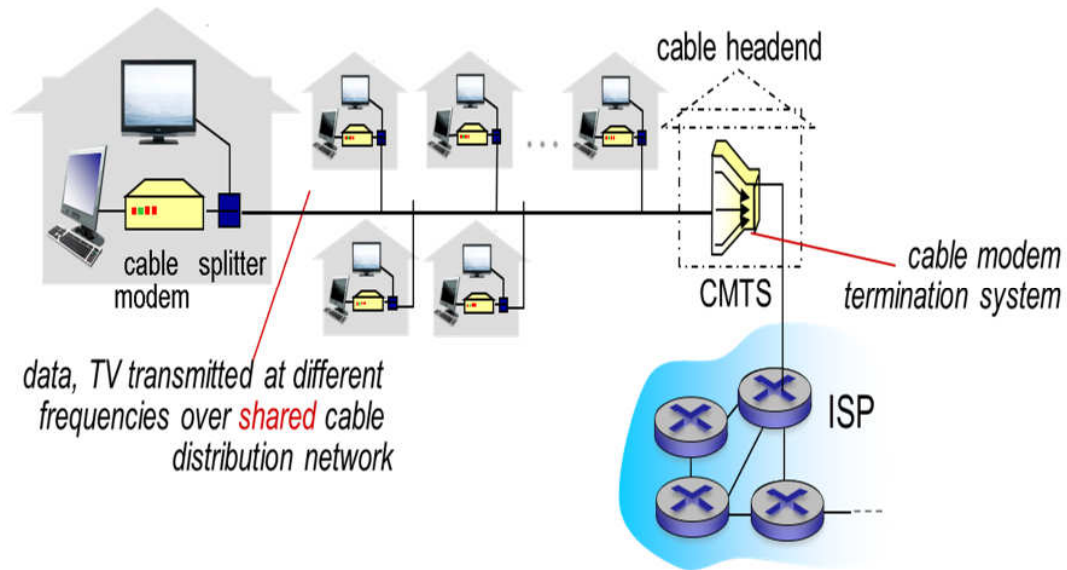 cable headend
cable splitter
modem
CMTS
cable modem
termination system
data, TV transmitted at different
frequencies over shared cable
distribution network
ISP